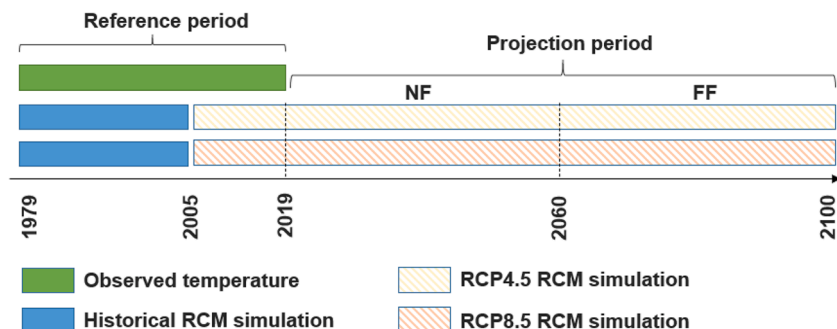 Reference period
Projection period
NF
FF
1979
2005
2019
2060
2100
Observed temperature
RCP4.5 RCM simulation
Historical RCM simulation
RCP8.5 RCM simulation